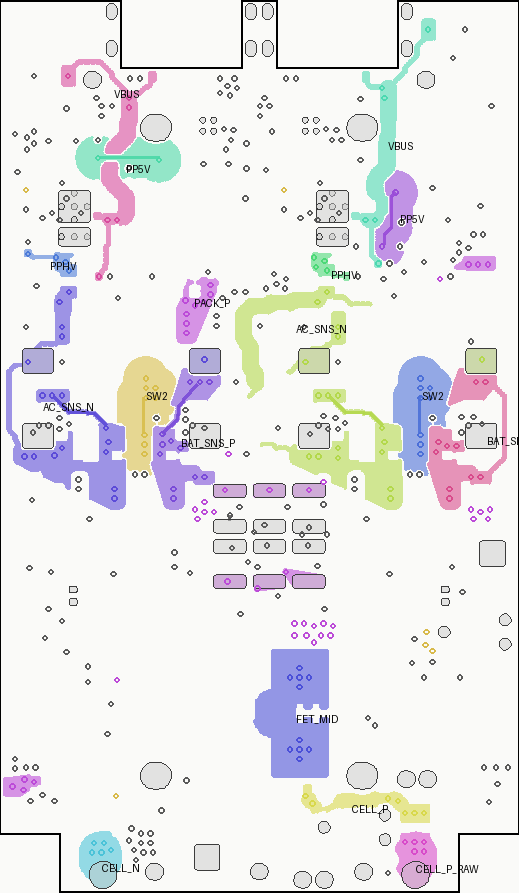 VBUS
VBUS
PP5V
PP5V
PPHV
PPHV
PACK_P
AC_SNS_N
SW2
SW2
AC_SNS_N
BAT_SNS_P
FET_MID
CELL_P
CELL_N
CELL_P_RAW